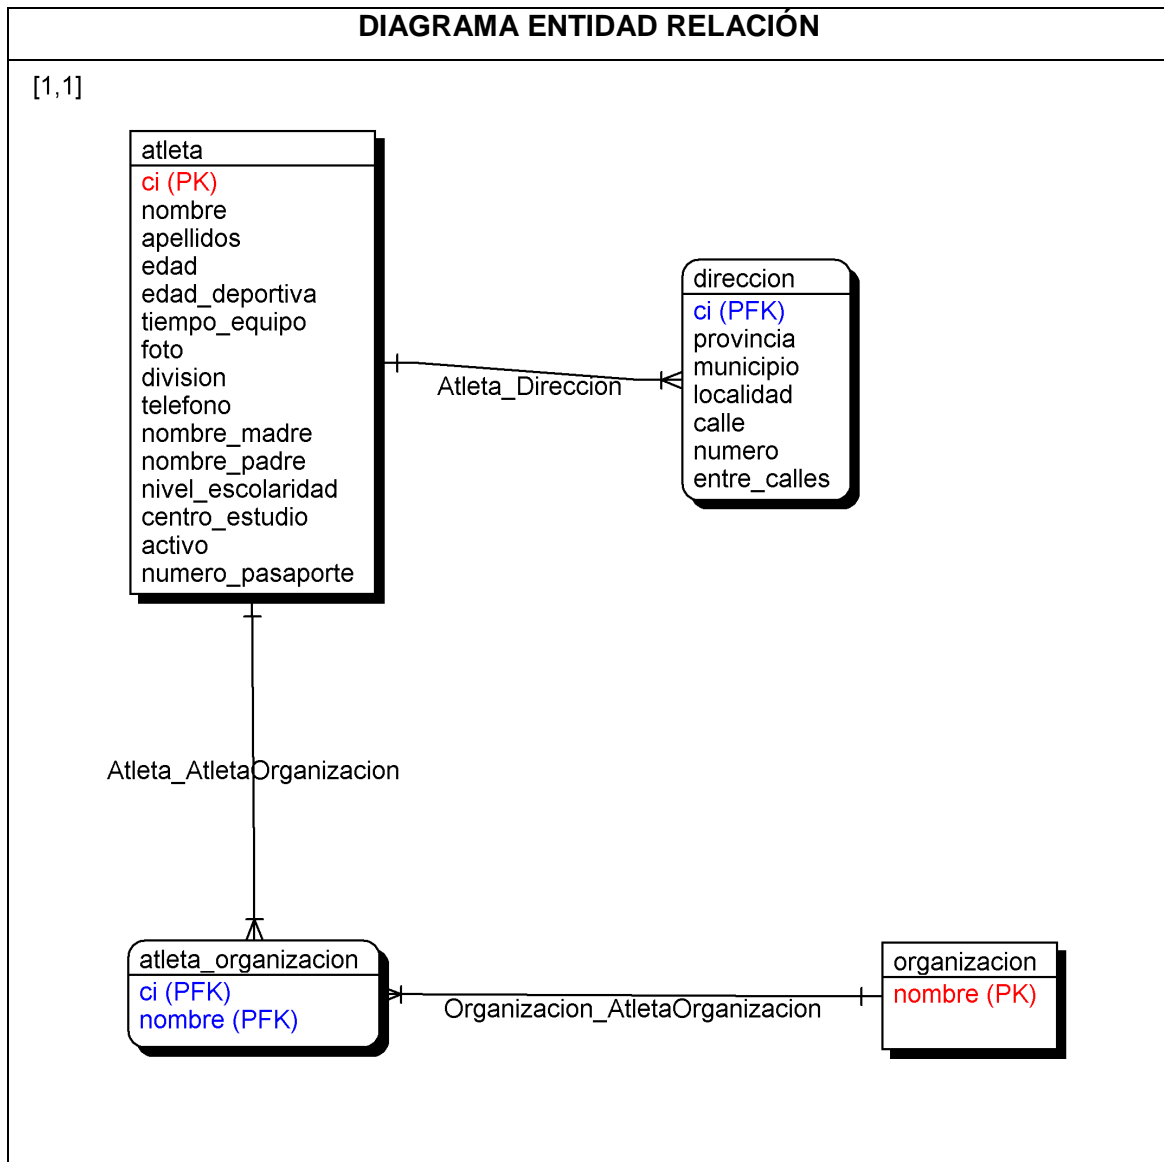 DIAGRAMA ENTIDAD RELACIÓN
[1,1]
atleta
ci (PK)
nombre
apellidos
edad
edad_deportiva
tiempo_equipo
foto
division
telefono
nombre_madre
nombre_padre
nivel_escolaridad
centro_estudio
activo
numero_pasaporte
Atleta_Direccion
direccion
ci (PFK)
provincia
municipio
localidad
calle
numero
entre_calles
Atleta_AtletaOrganizacion
atleta_organizacion
ci (PFK)
nombre (PFK)
Organizacion_AtletaOrganizacion
organizacion
nombre (PK)